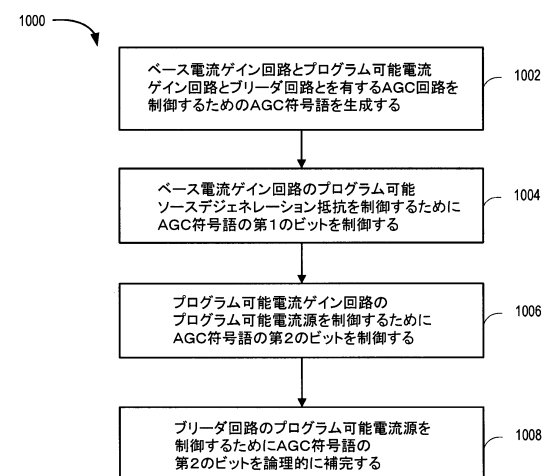 1000
ベース電流ゲイン回路とプログラム可能電流
ゲイン回路とブリーダ回路とを有するAGC回路を
制御するためのAGC符号語を生成する
1002
ベース電流ゲイン回路のプログラム可能
ソースデジェネレーション抵抗を制御するために
AGC符号語の第1のビットを制御する
1004
プログラム可能電流ゲイン回路の
プログラム可能電流源を制御するために
AGC符号語の第2のビットを制御する
1006
ブリーダ回路のプログラム可能電流源を
制御するためにAGC符号語の
第2のビットを論理的に補完する
1008